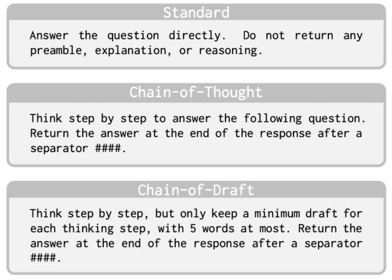 Standard
Answer the question directly. Do not return any
preamble, explanation, or reasoning.
Chain-of-Thought
Think step by step to answer the following question.
Return the answer at the end of the response after a
separator ####.
Chain-of-Draft
Think step by step, but only keep a minimum draft for
each thinking step, with 5 words at most. Return the
answer at the end of the response after a separator
####.